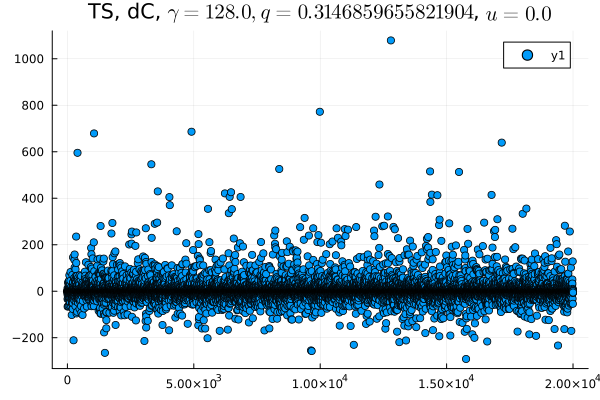 TS, dC, γ = 128.0, q = 0.3146859655821904, u = 0.0
y1
1000
800
600
400
200
0
−200
0 5.00×10³ 1.00×10⁴ 1.50×10⁴ 2.00×10⁴